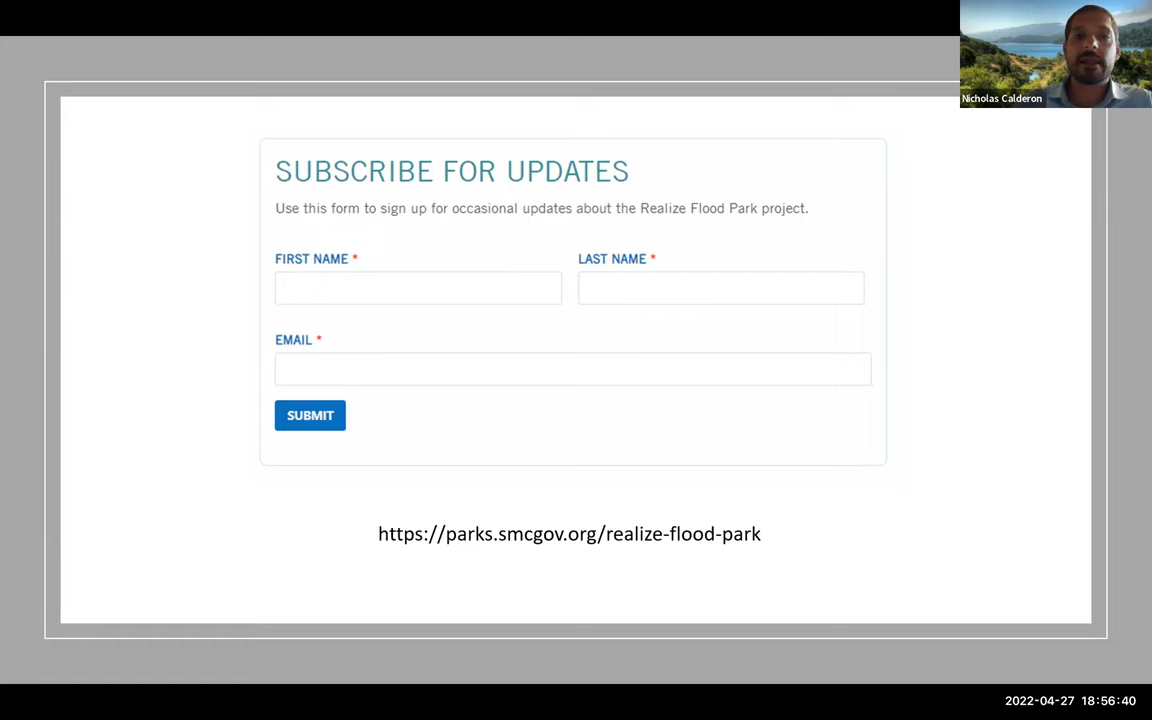 Nicholas Calderon
SUBSCRIBE FOR UPDATES
Use this form to sign up for occasional updates about the Realize Flood Park project.
FIRST NAME * LAST NAME *
EMAIL *
SUBMIT
https://parks.smcgov.org/realize-flood-park
2022-04-27 18:56:40